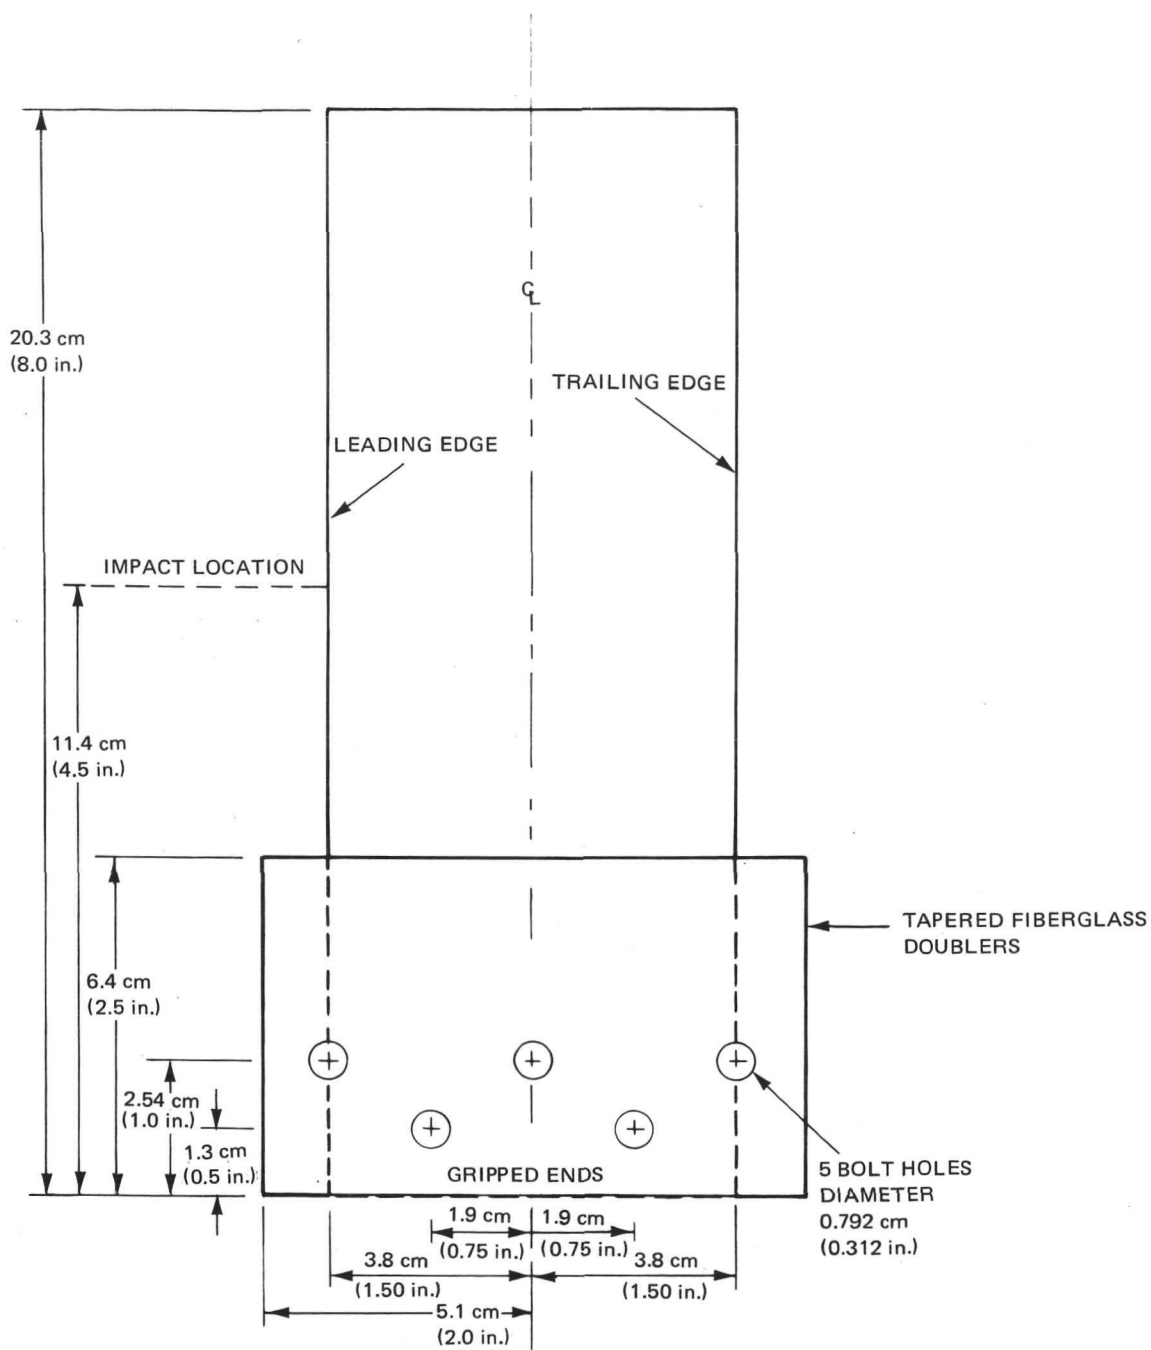 ℄
20.3 cm
(8.0 in.)
TRAILING EDGE
LEADING EDGE
IMPACT LOCATION
11.4 cm
(4.5 in.)
TAPERED FIBERGLASS
DOUBLERS
6.4 cm
(2.5 in.)
2.54 cm
(1.0 in.)
1.3 cm
(0.5 in.)
GRIPPED ENDS
5 BOLT HOLES
DIAMETER
0.792 cm
(0.312 in.)
1.9 cm
(0.75 in.)
1.9 cm
(0.75 in.)
3.8 cm
(1.50 in.)
3.8 cm
(1.50 in.)
5.1 cm
(2.0 in.)